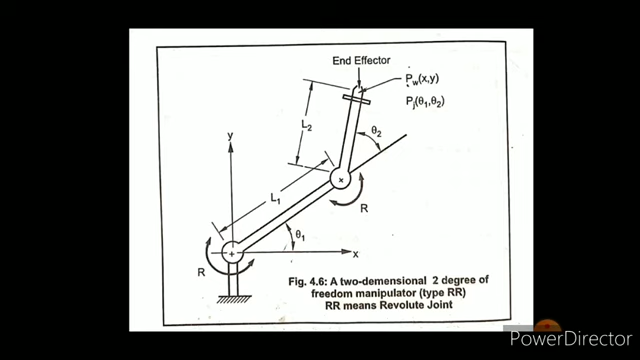 End Effector
Pw(x,y)
Pj(θ1,θ2)
L2
θ2
y
L1
R
θ1
x
R
Fig. 4.6: A two-demensional 2 degree of
freedom manipulator (type RR)
RR means Revolute Joint
PowerDirector